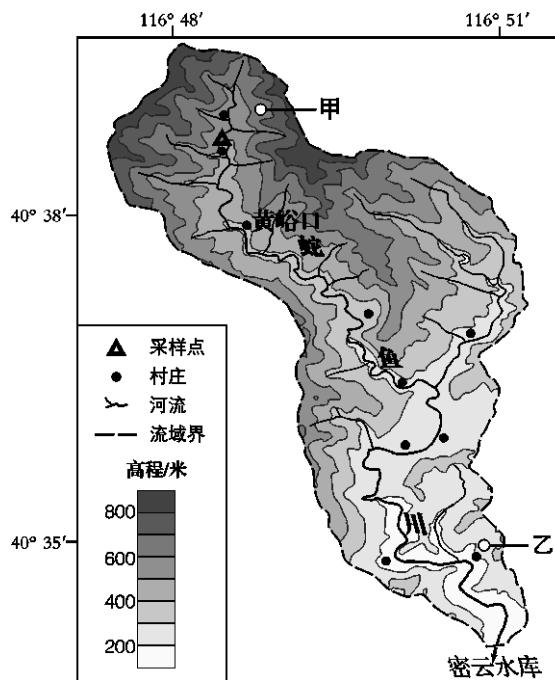 116° 48′
116° 51′
甲
40° 38′
黄峪口
蛇
鱼
川
采样点
村庄
河流
流域界
高程/米
800
600
400
200
40° 35′
乙
密云水库